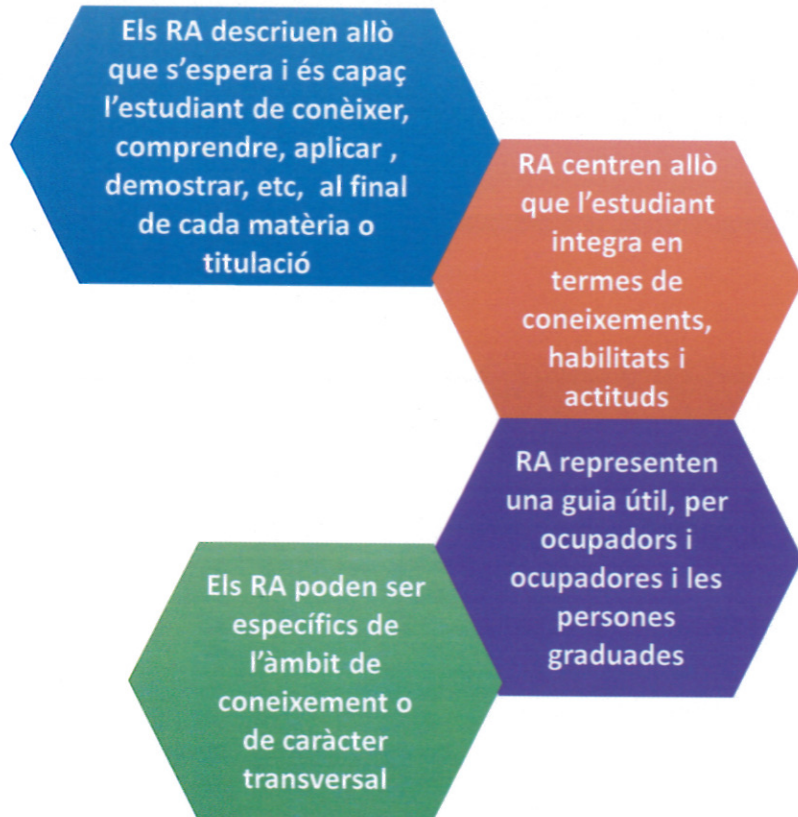 Els RA descriuen allò
que s'espera i és capaç
l'estudiant de conèixer,
comprendre, aplicar ,
demostrar, etc, al final
de cada matèria o
titulació
RA centren allò
que l'estudiant
integra en
termes de
coneixements,
habilitats i
actituds
RA representen
una guia útil, per
ocupadors i
ocupadores i les
persones
graduades
Els RA poden ser
específics de
l'àmbit de
coneixement o
de caràcter
transversal